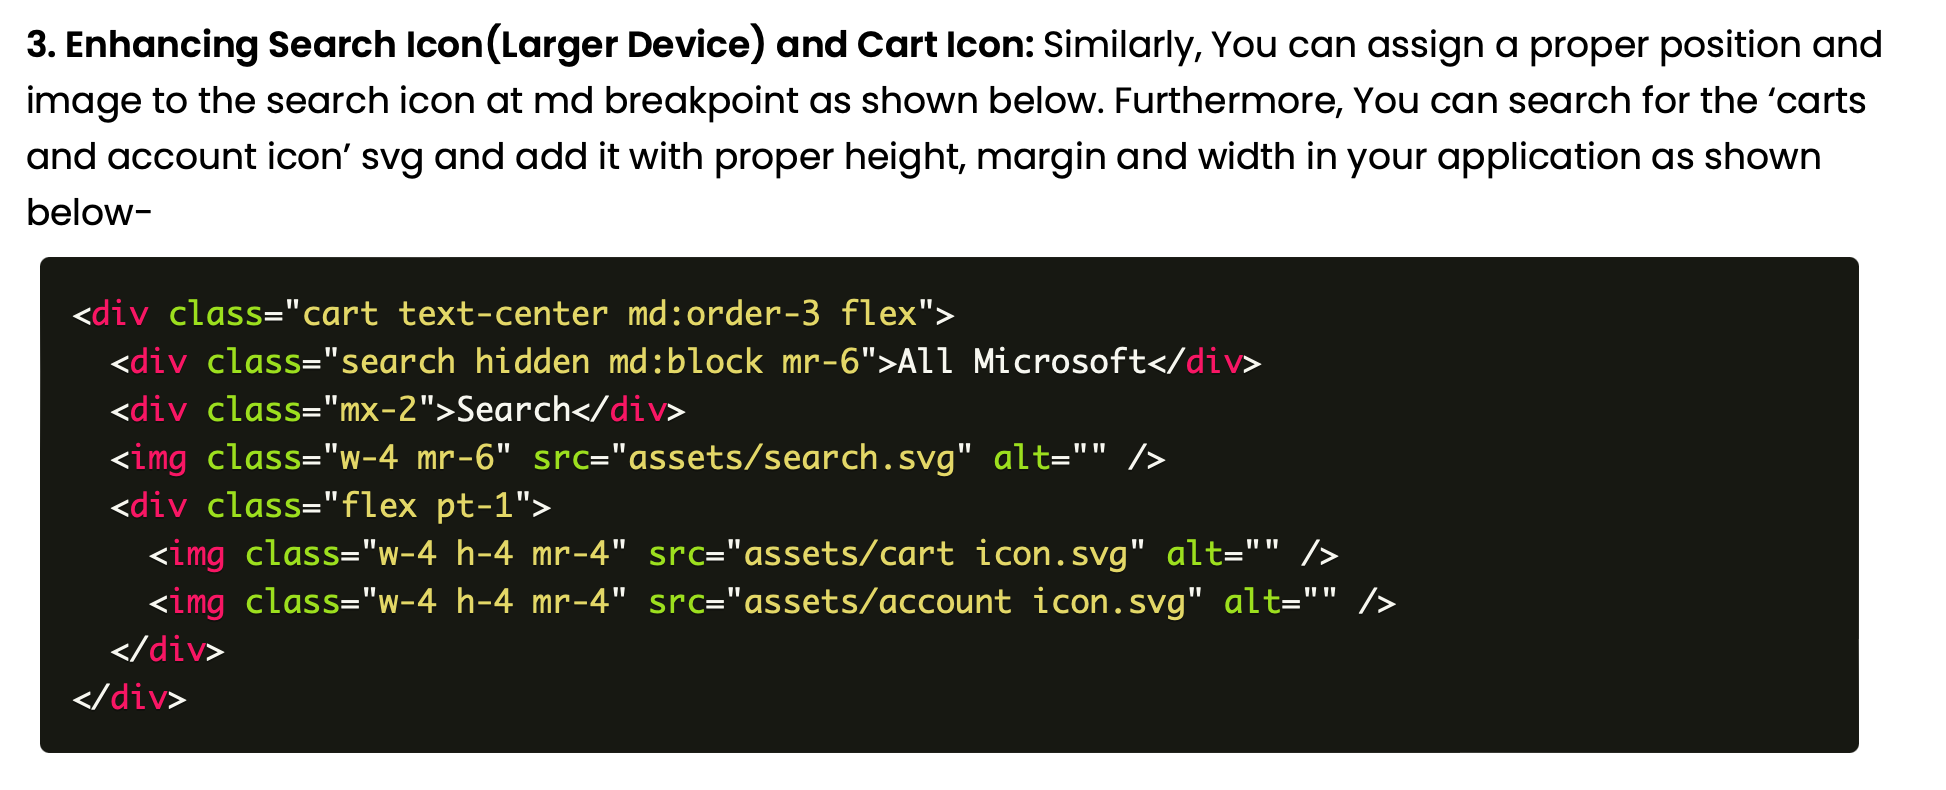 3. Enhancing Search Icon(Larger Device) and Cart Icon: Similarly, You can assign a proper position and
image to the search icon at md breakpoint as shown below. Furthermore, You can search for the ‘carts
and account icon’ svg and add it with proper height, margin and width in your application as shown
below-
<div class="cart text-center md:order-3 flex">
  <div class="search hidden md:block mr-6">All Microsoft</div>
  <div class="mx-2">Search</div>
  <img class="w-4 mr-6" src="assets/search.svg" alt="" />
  <div class="flex pt-1">
    <img class="w-4 h-4 mr-4" src="assets/cart icon.svg" alt="" />
    <img class="w-4 h-4 mr-4" src="assets/account icon.svg" alt="" />
  </div>
</div>